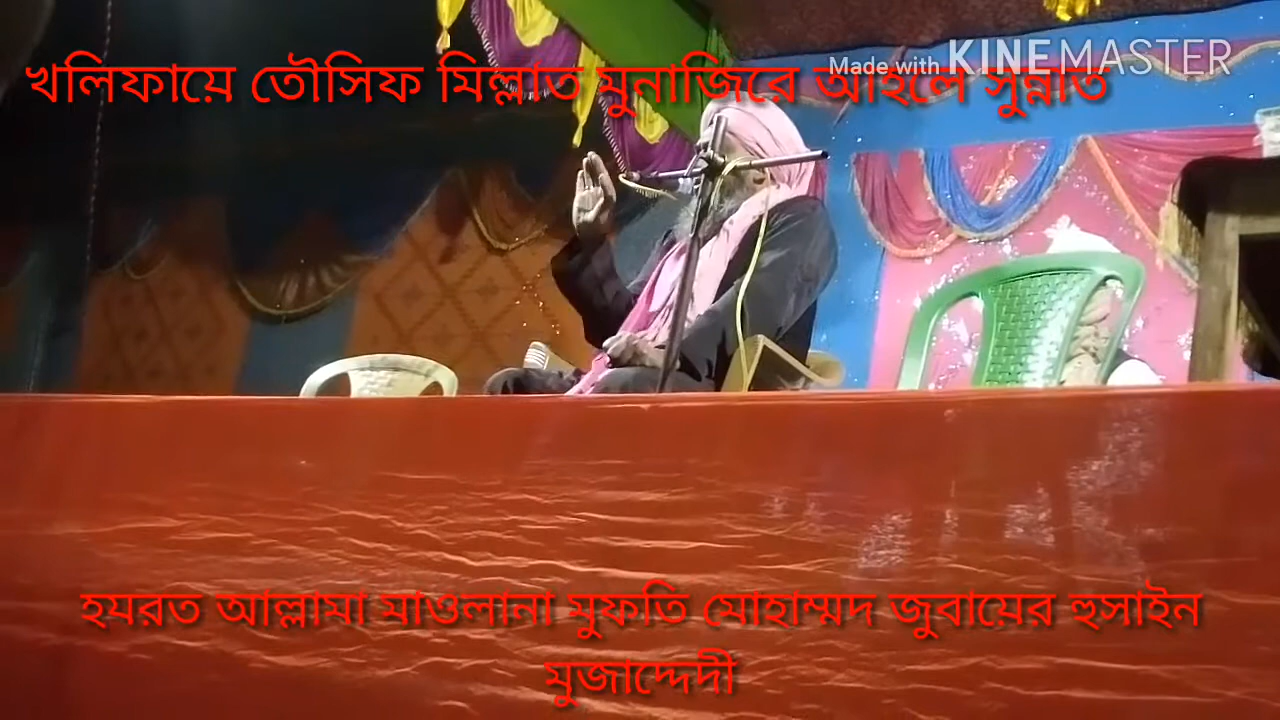 Made with KINEMASTER
খলিফায়ে তৌসিফ মিল্লাত মুনাজিরে আহলে সুন্নাত
হযরত আল্লামা মাওলানা মুফতি মোহাম্মদ জুবায়ের হুসাইন
মুজাদ্দেদী